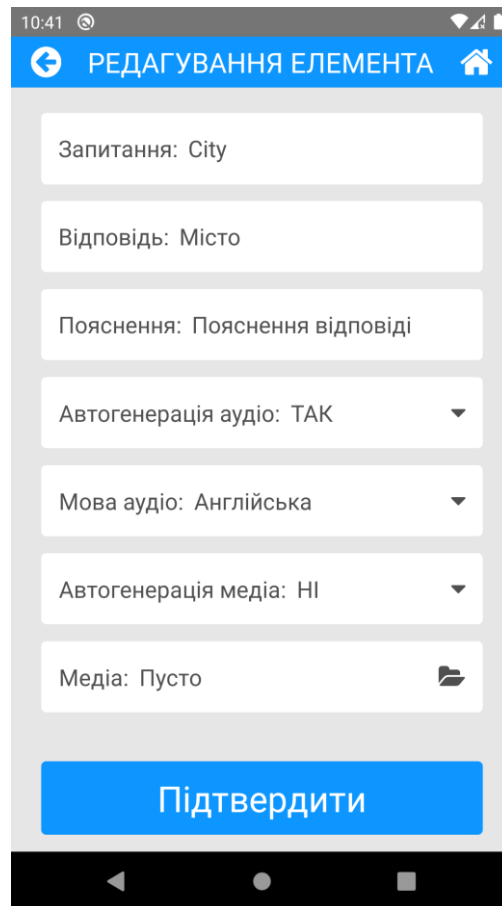 10:41
РЕДАГУВАННЯ ЕЛЕМЕНТА
Запитання: City
Відповідь: Місто
Пояснення: Пояснення відповіді
Автогенерація аудіо: ТАК
Мова аудіо: Англійська
Автогенерація медіа: НІ
Медіа: Пусто
Підтвердити